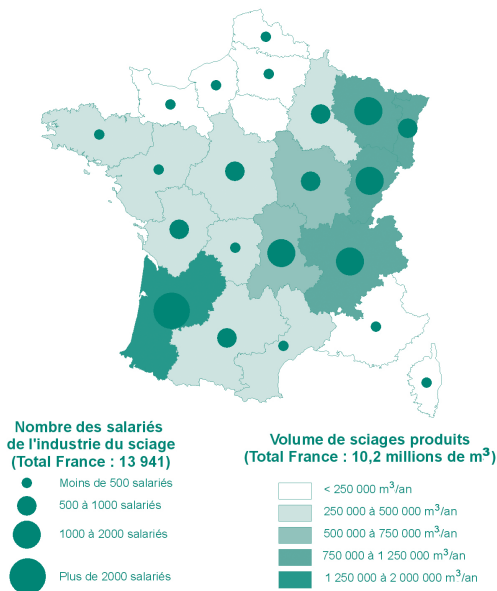 Nombre des salariés
de l'industrie du sciage
(Total France : 13 941)
Moins de 500 salariés
500 à 1000 salariés
1000 à 2000 salariés
Plus de 2000 salariés
Volume de sciages produits
(Total France : 10,2 millions de m³)
< 250 000 m³/an
250 000 à 500 000 m³/an
500 000 à 750 000 m³/an
750 000 à 1 250 000 m³/an
1 250 000 à 2 000 000 m³/an